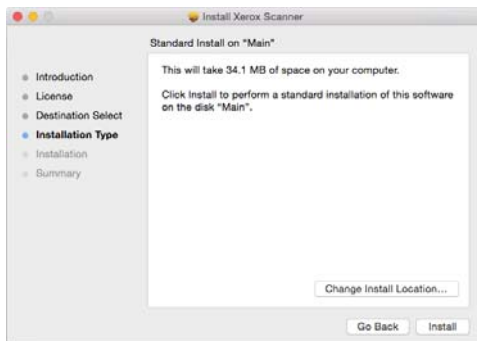 Install Xerox Scanner
Standard Install on "Main"
Introduction
License
Destination Select
Installation Type
Installation
Summary
This will take 34.1 MB of space on your computer.
Click Install to perform a standard installation of this software
on the disk "Main".
Change Install Location...
Go Back
Install